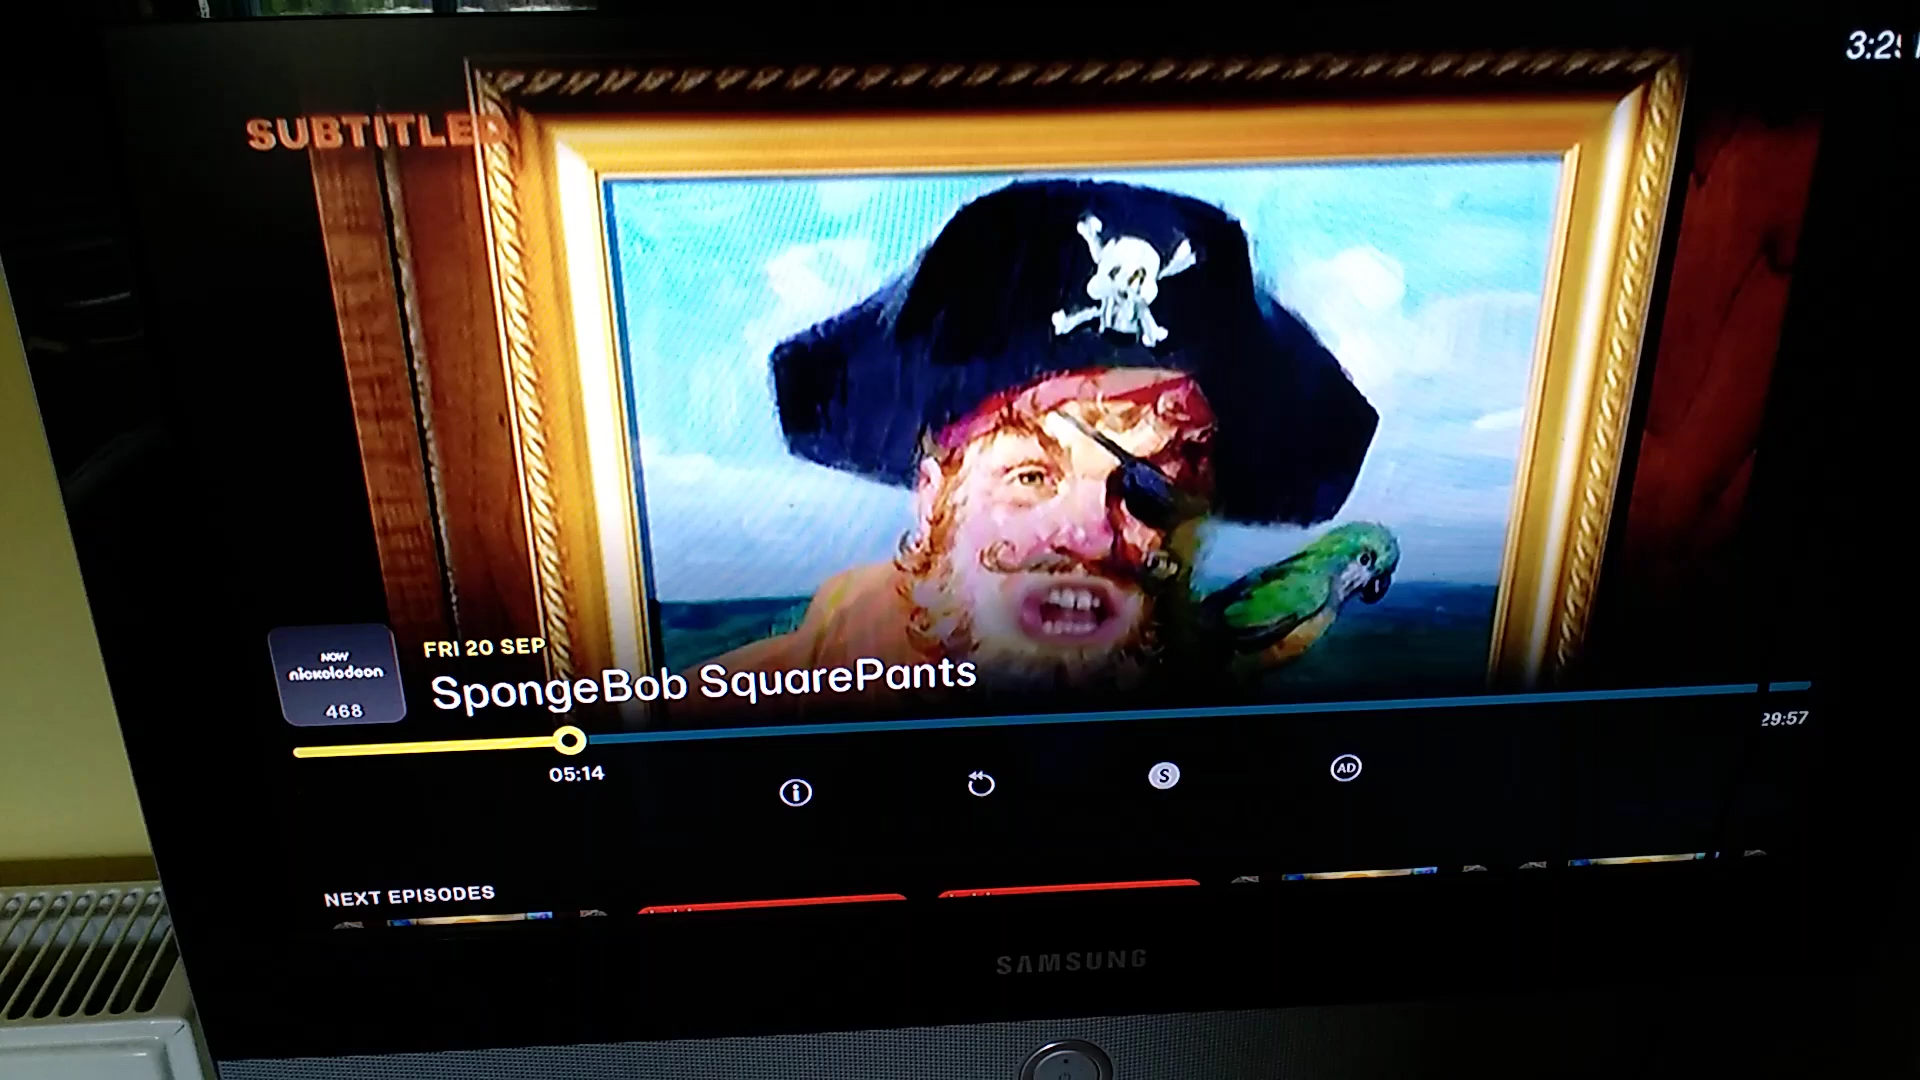 3:2
SUBTITLED
NOW
nickelodeon
468
FRI 20 SEP
SpongeBob SquarePants
05:14
29:57
i
S
AD
NEXT EPISODES
SAMSUNG